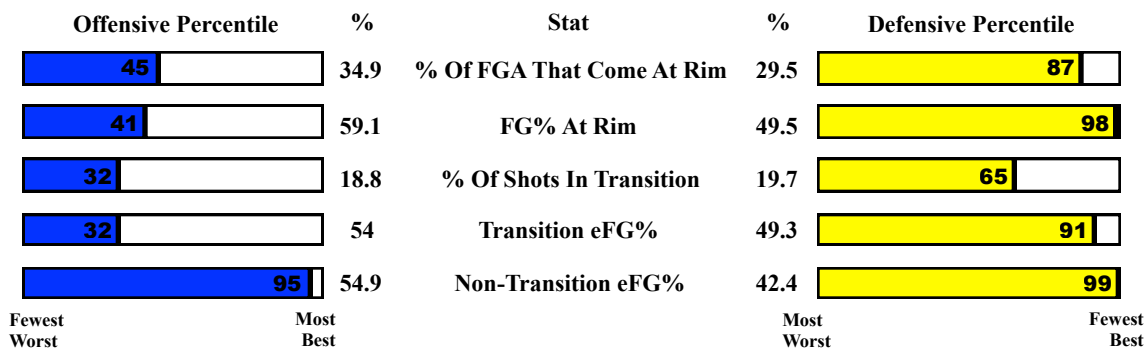 Offensive Percentile % Stat % Defensive Percentile
45 34.9 % Of FGA That Come At Rim 29.5 87
41 59.1 FG% At Rim 49.5 98
32 18.8 % Of Shots In Transition 19.7 65
32 54 Transition eFG% 49.3 91
95 54.9 Non-Transition eFG% 42.4 99
Fewest Most Most Fewest
Worst Best Worst Best